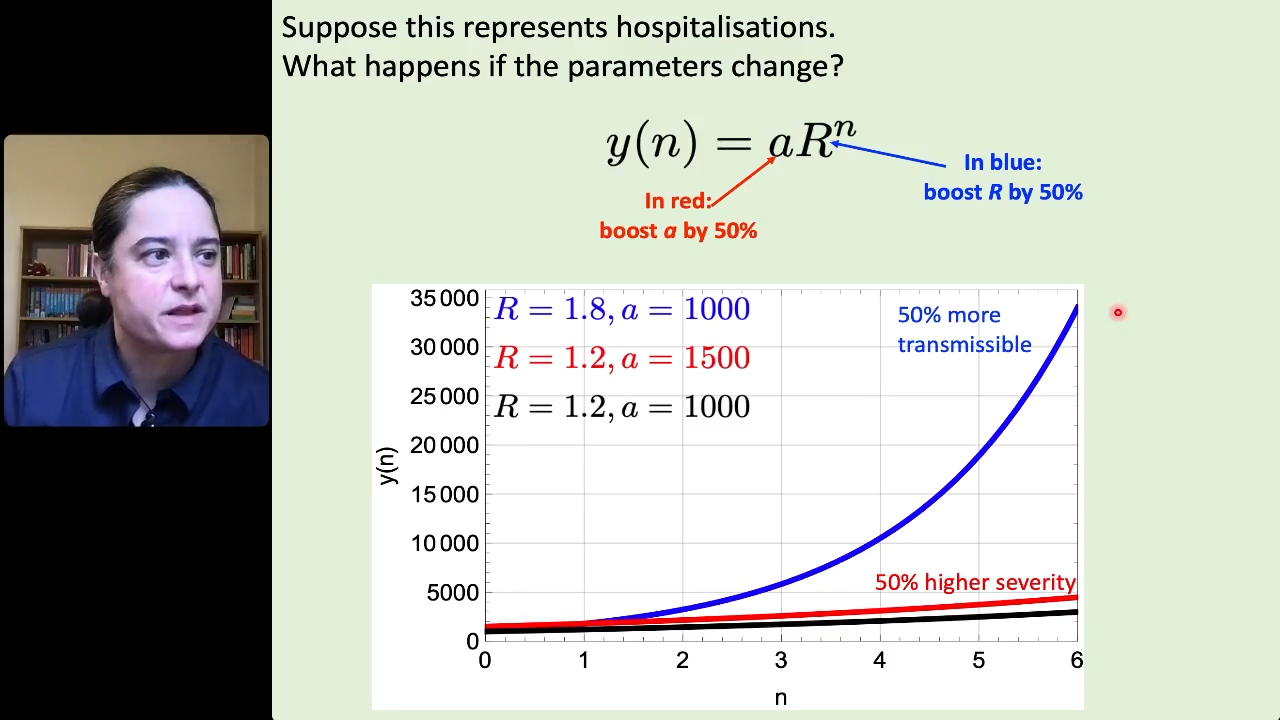 Suppose this represents hospitalisations.
What happens if the parameters change?
y(n) = aRⁿ
In blue:
boost R by 50%
In red:
boost a by 50%
R = 1.8, a = 1000
R = 1.2, a = 1500
R = 1.2, a = 1000
50% more
transmissible
50% higher severity
y(n)
35 000
30 000
25 000
20 000
15 000
10 000
5000
0
0 1 2 3 4 5 6
n